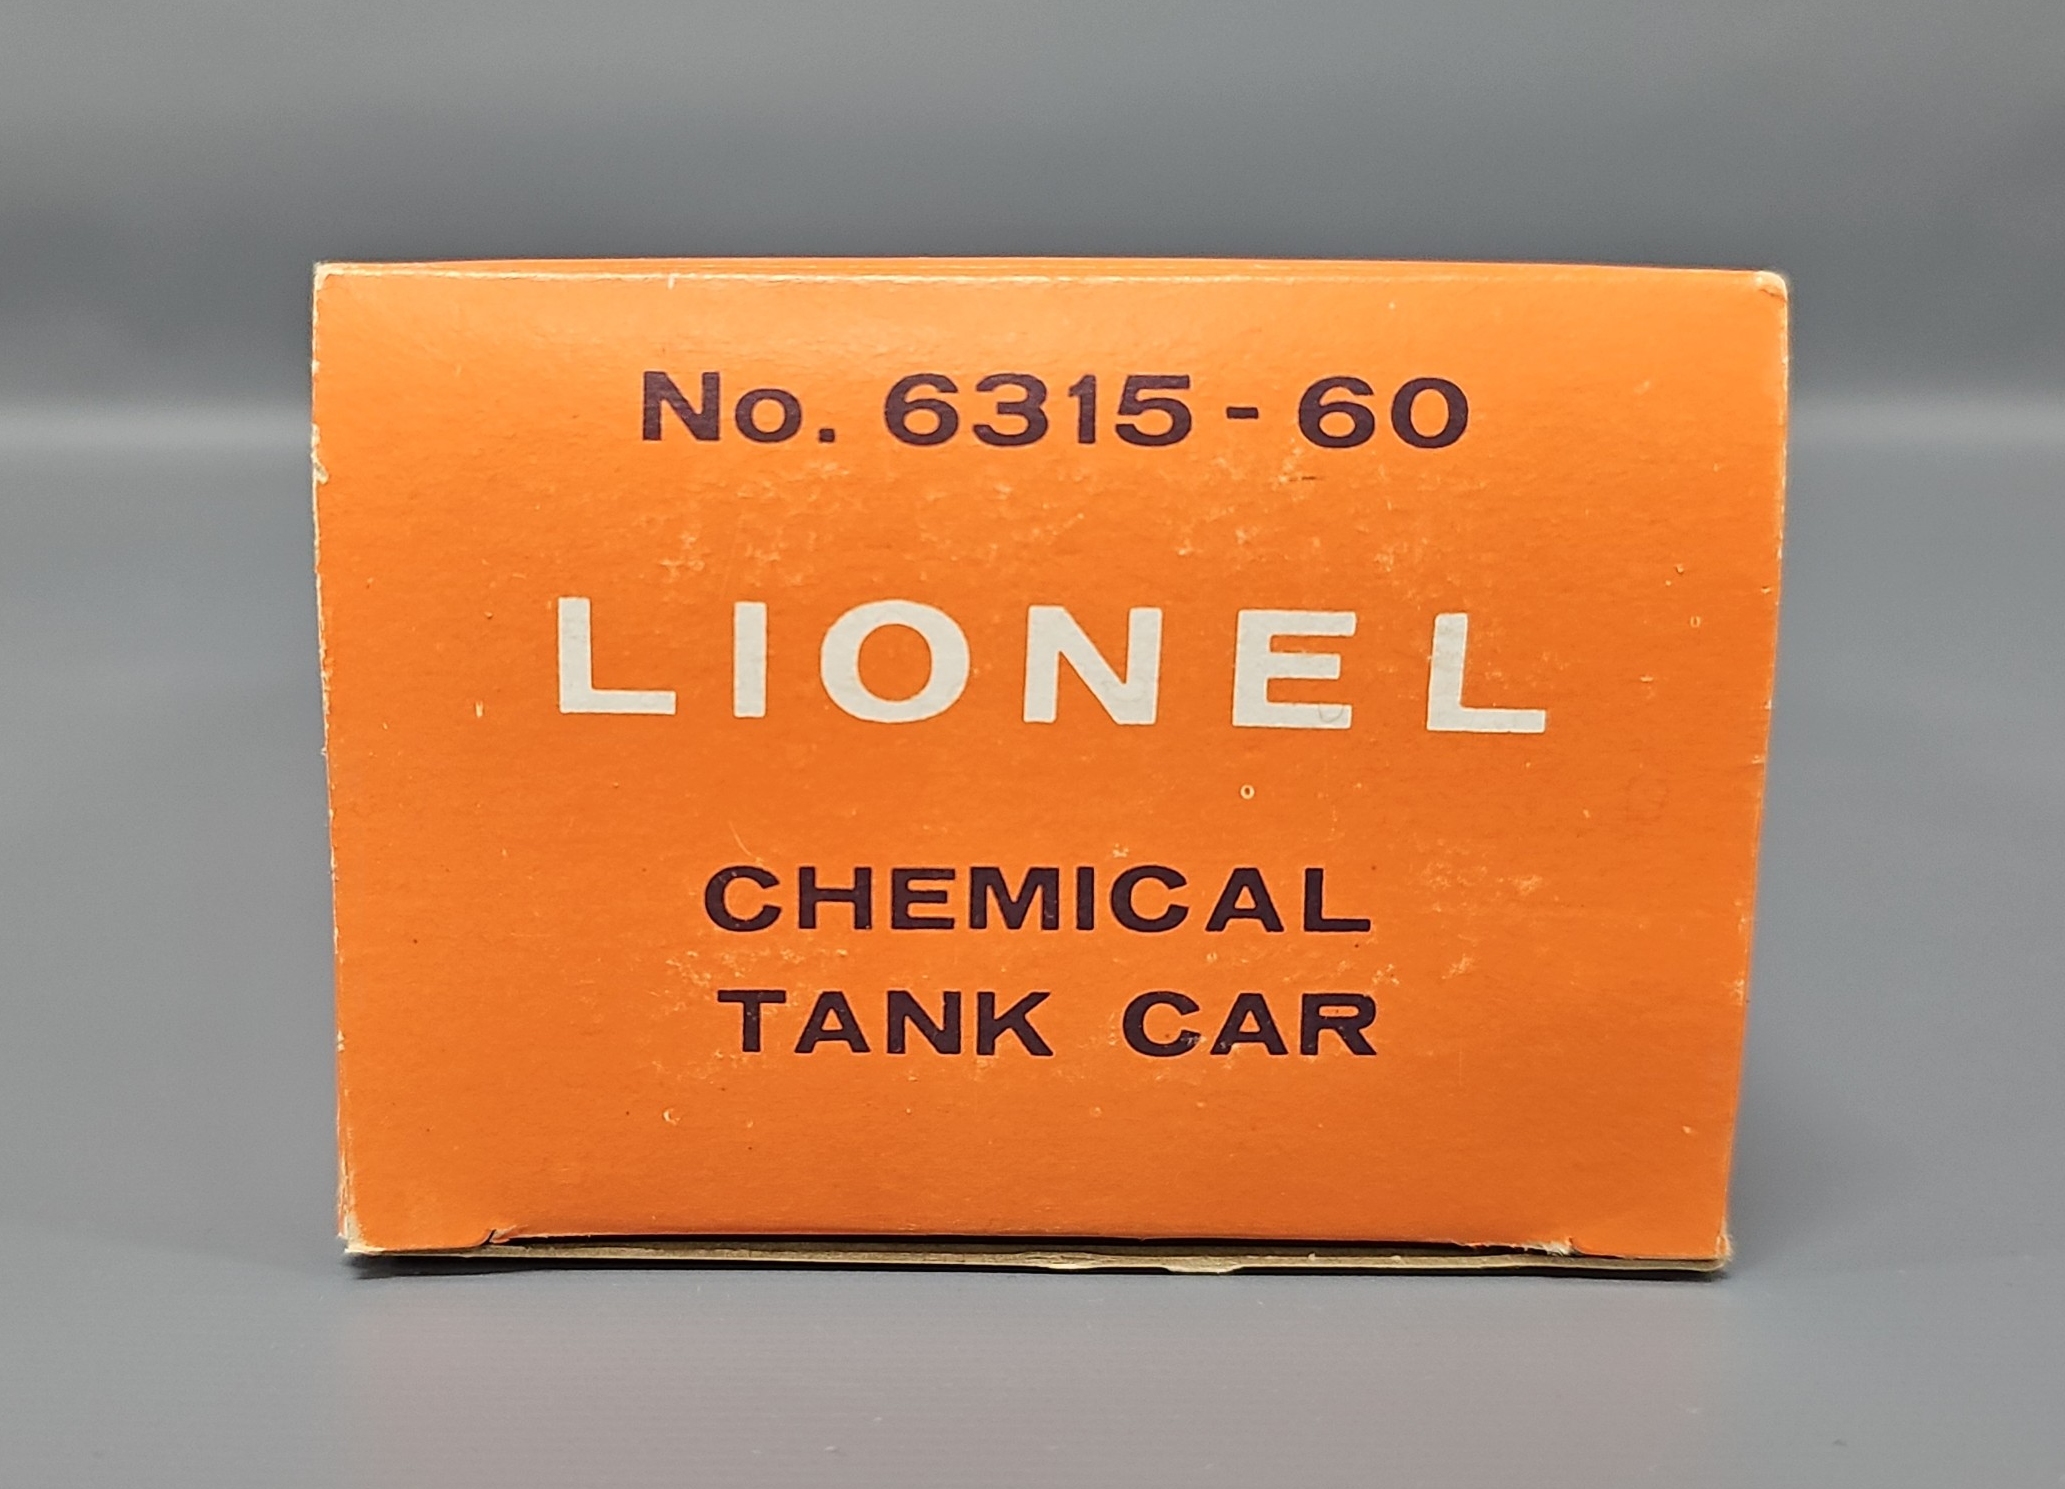 No. 6315-60
LIONEL
CHEMICAL
TANK CAR